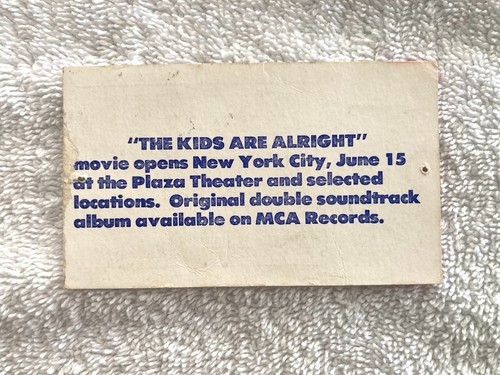 "THE KIDS ARE ALRIGHT"
movie opens New York City, June 15
at the Plaza Theater and selected
locations. Original double soundtrack
album available on MCA Records.